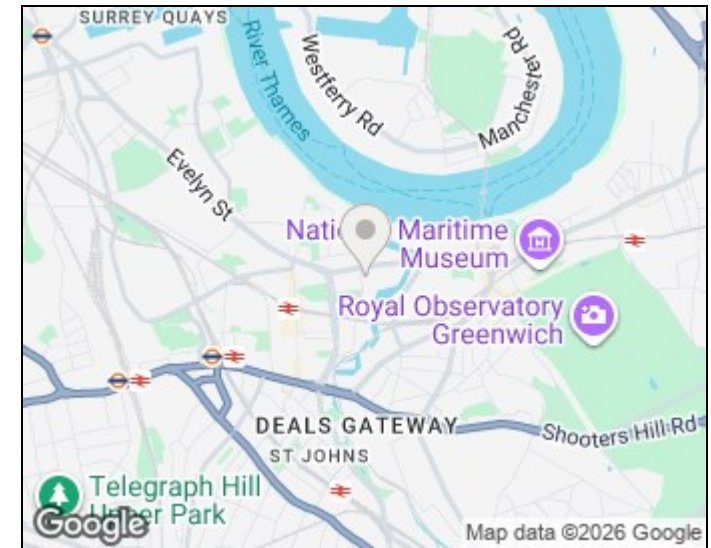 SURREY QUAYS
River Thames
Westferry Rd
Manchester Rd
Evelyn St
Maritime
Museum
Royal Observatory
Greenwich
DEALS GATEWAY
ST JOHNS
Shooters Hill Rd
Telegraph Hill
Upper Park
Google
Map data ©2026 Google